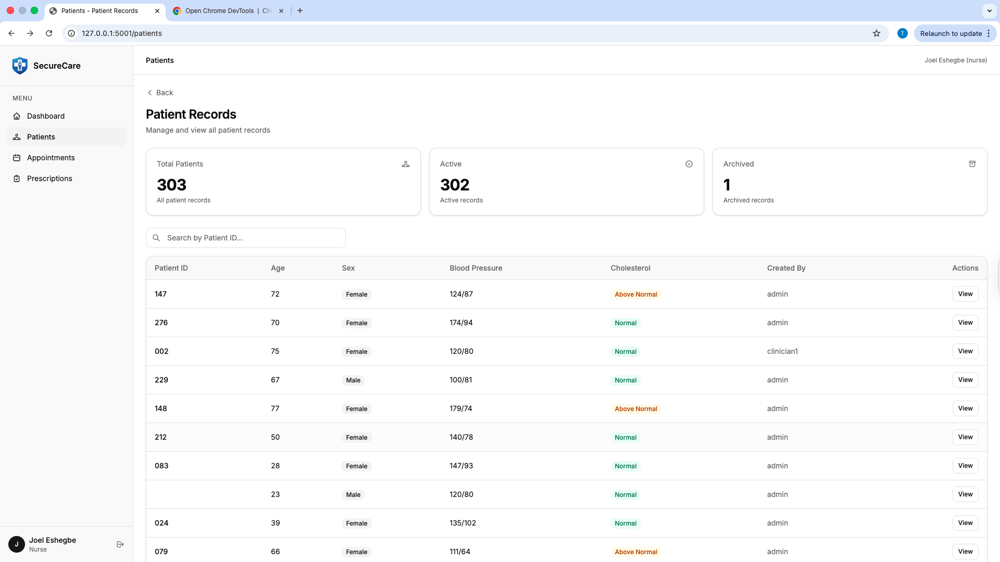 Patients - Patient Records
Open Chrome DevTools | Ch
127.0.0.1:5001/patients
T
Relaunch to update
SecureCare
Patients
Joel Eshegbe (nurse)
MENU
Dashboard
Patients
Appointments
Prescriptions
Back
Patient Records
Manage and view all patient records
Total Patients
303
All patient records
Active
302
Active records
Archived
1
Archived records
Search by Patient ID...
Patient ID Age Sex Blood Pressure Cholesterol Created By Actions
147 72 Female 124/87 Above Normal admin View
276 70 Female 174/94 Normal admin View
002 75 Female 120/80 Normal clinician1 View
229 67 Male 100/81 Normal admin View
148 77 Female 179/74 Above Normal admin View
212 50 Female 140/78 Normal admin View
083 28 Female 147/93 Normal admin View
23 Male 120/80 Normal admin View
024 39 Female 135/102 Normal admin View
079 66 Female 111/64 Above Normal admin View
J
Joel Eshegbe
Nurse